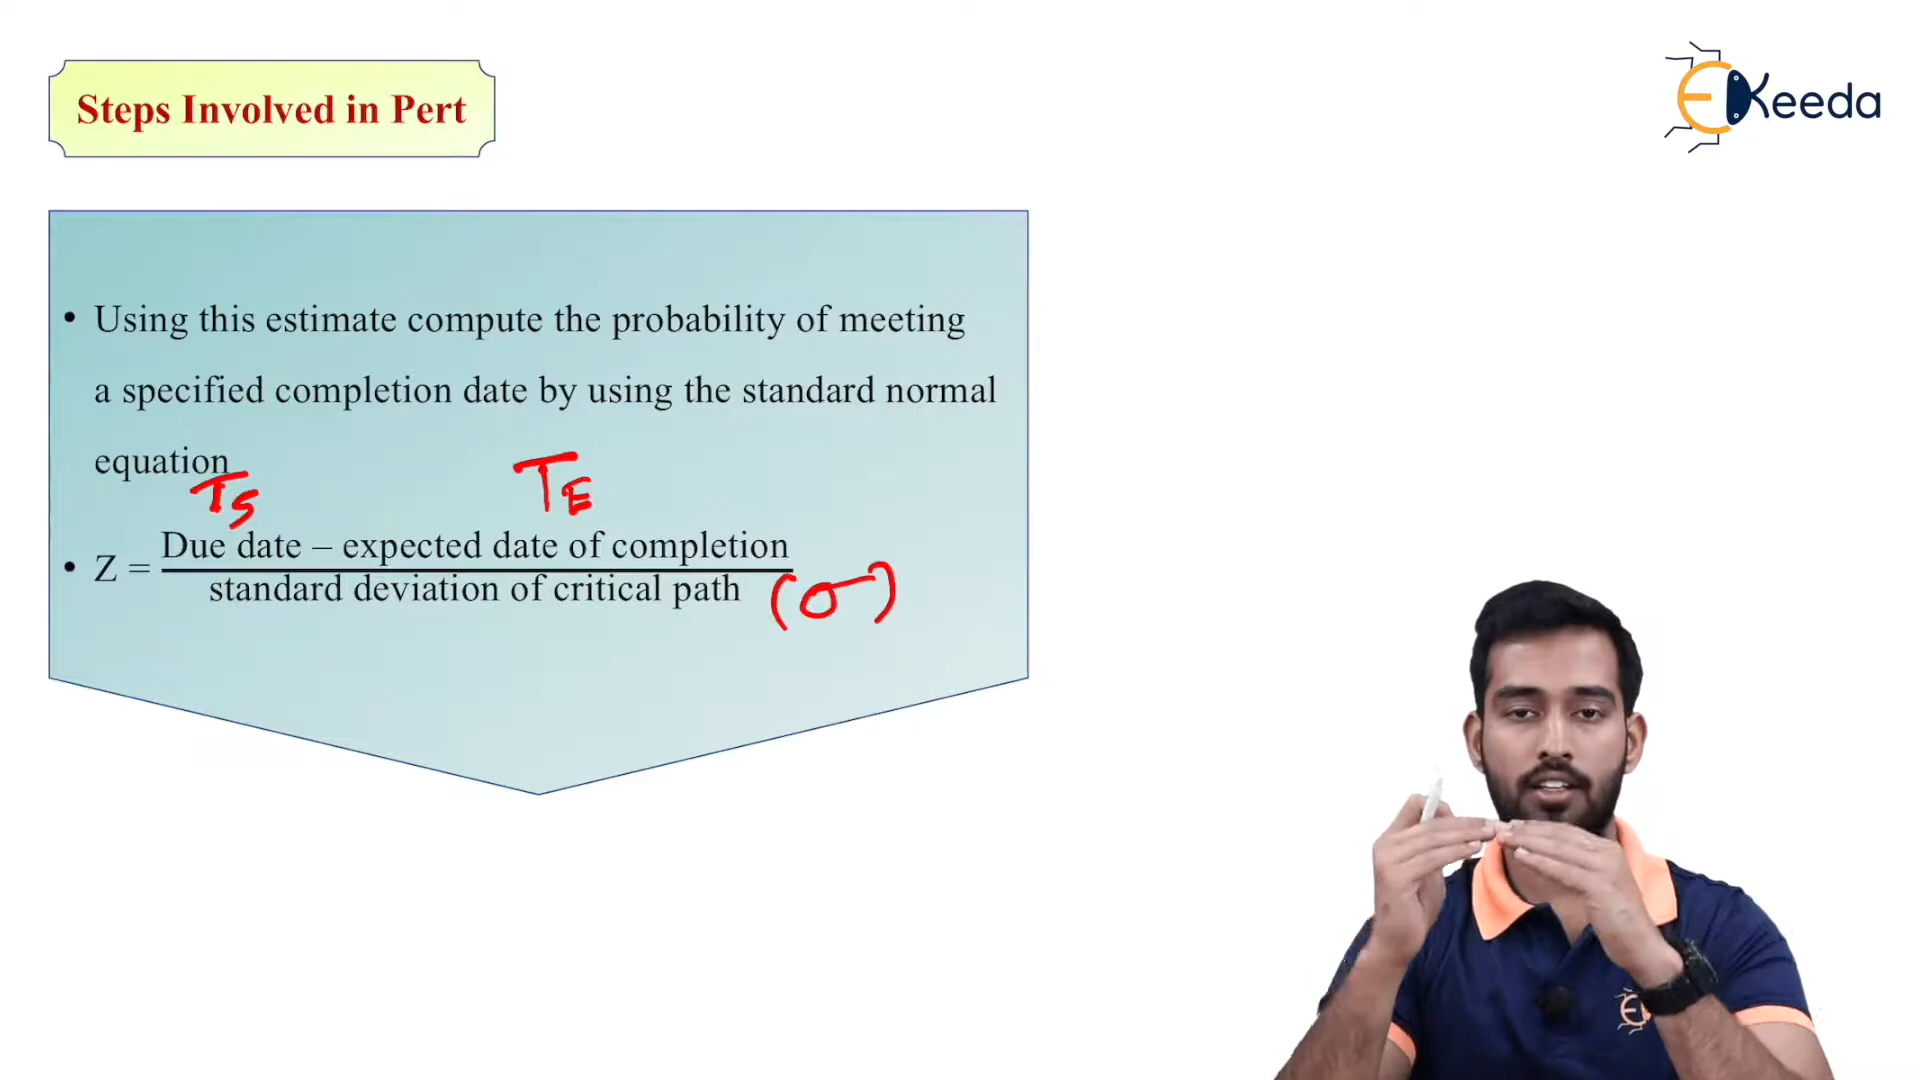 Steps Involved in Pert
EKeeda
• Using this estimate compute the probability of meeting
a specified completion date by using the standard normal
equation
TS TE
• Z = Due date – expected date of completion
standard deviation of critical path (σ)
E